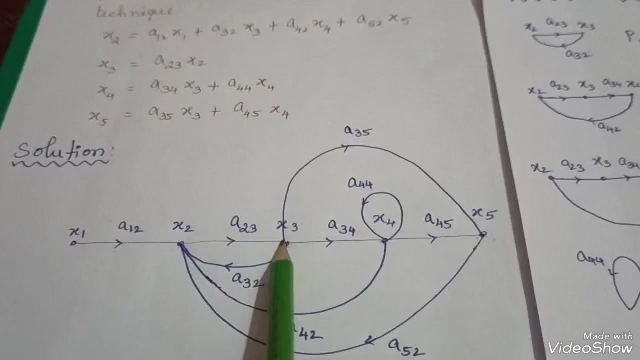 technique:
x2 = a12 x1 + a32 x3 + a42 x4 + a52 x5
x3 = a23 x2
x4 = a34 x3 + a44 x4
x5 = a35 x3 + a45 x4
Solution:
a35
a44
x1 a12 x2 a23 x3 a34 x4 a45 x5
a32
42
a52
x2 a23 x3
a32
x2 a23 x3 a34
a42
x2 a23 x3 a34
a44
Made with
VideoShow